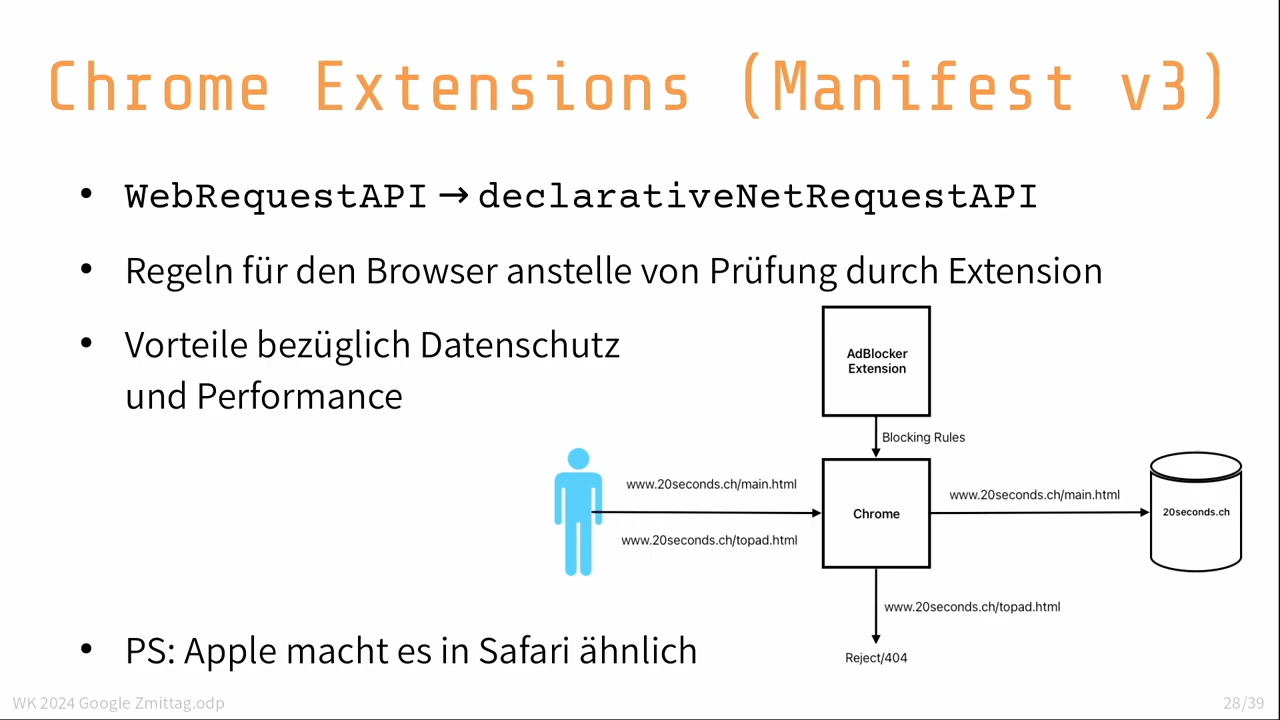 Chrome Extensions (Manifest v3)
• WebRequestAPI → declarativeNetRequestAPI
• Regeln für den Browser anstelle von Prüfung durch Extension
• Vorteile bezüglich Datenschutz
und Performance
AdBlocker
Extension
Blocking Rules
www.20seconds.ch/main.html
www.20seconds.ch/topad.html
Chrome
www.20seconds.ch/main.html
20seconds.ch
www.20seconds.ch/topad.html
Reject/404
• PS: Apple macht es in Safari ähnlich
WK 2024 Google Zmittag.odp
28/39